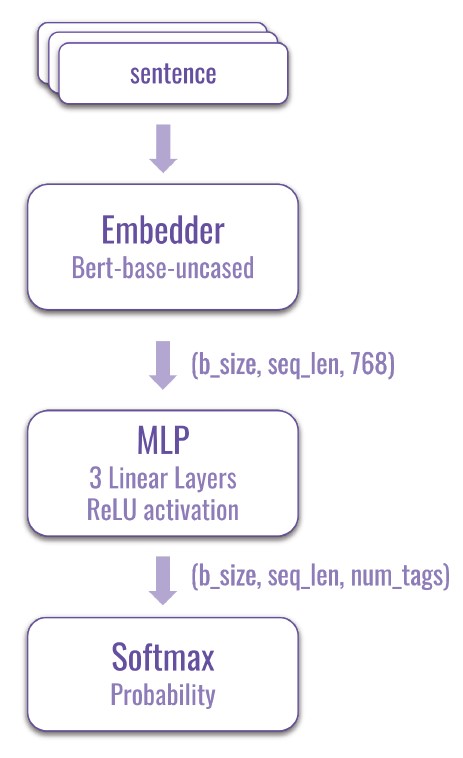 sentence
Embedder
Bert-base-uncased
(b_size, seq_len, 768)
MLP
3 Linear Layers
ReLU activation
(b_size, seq_len, num_tags)
Softmax
Probability